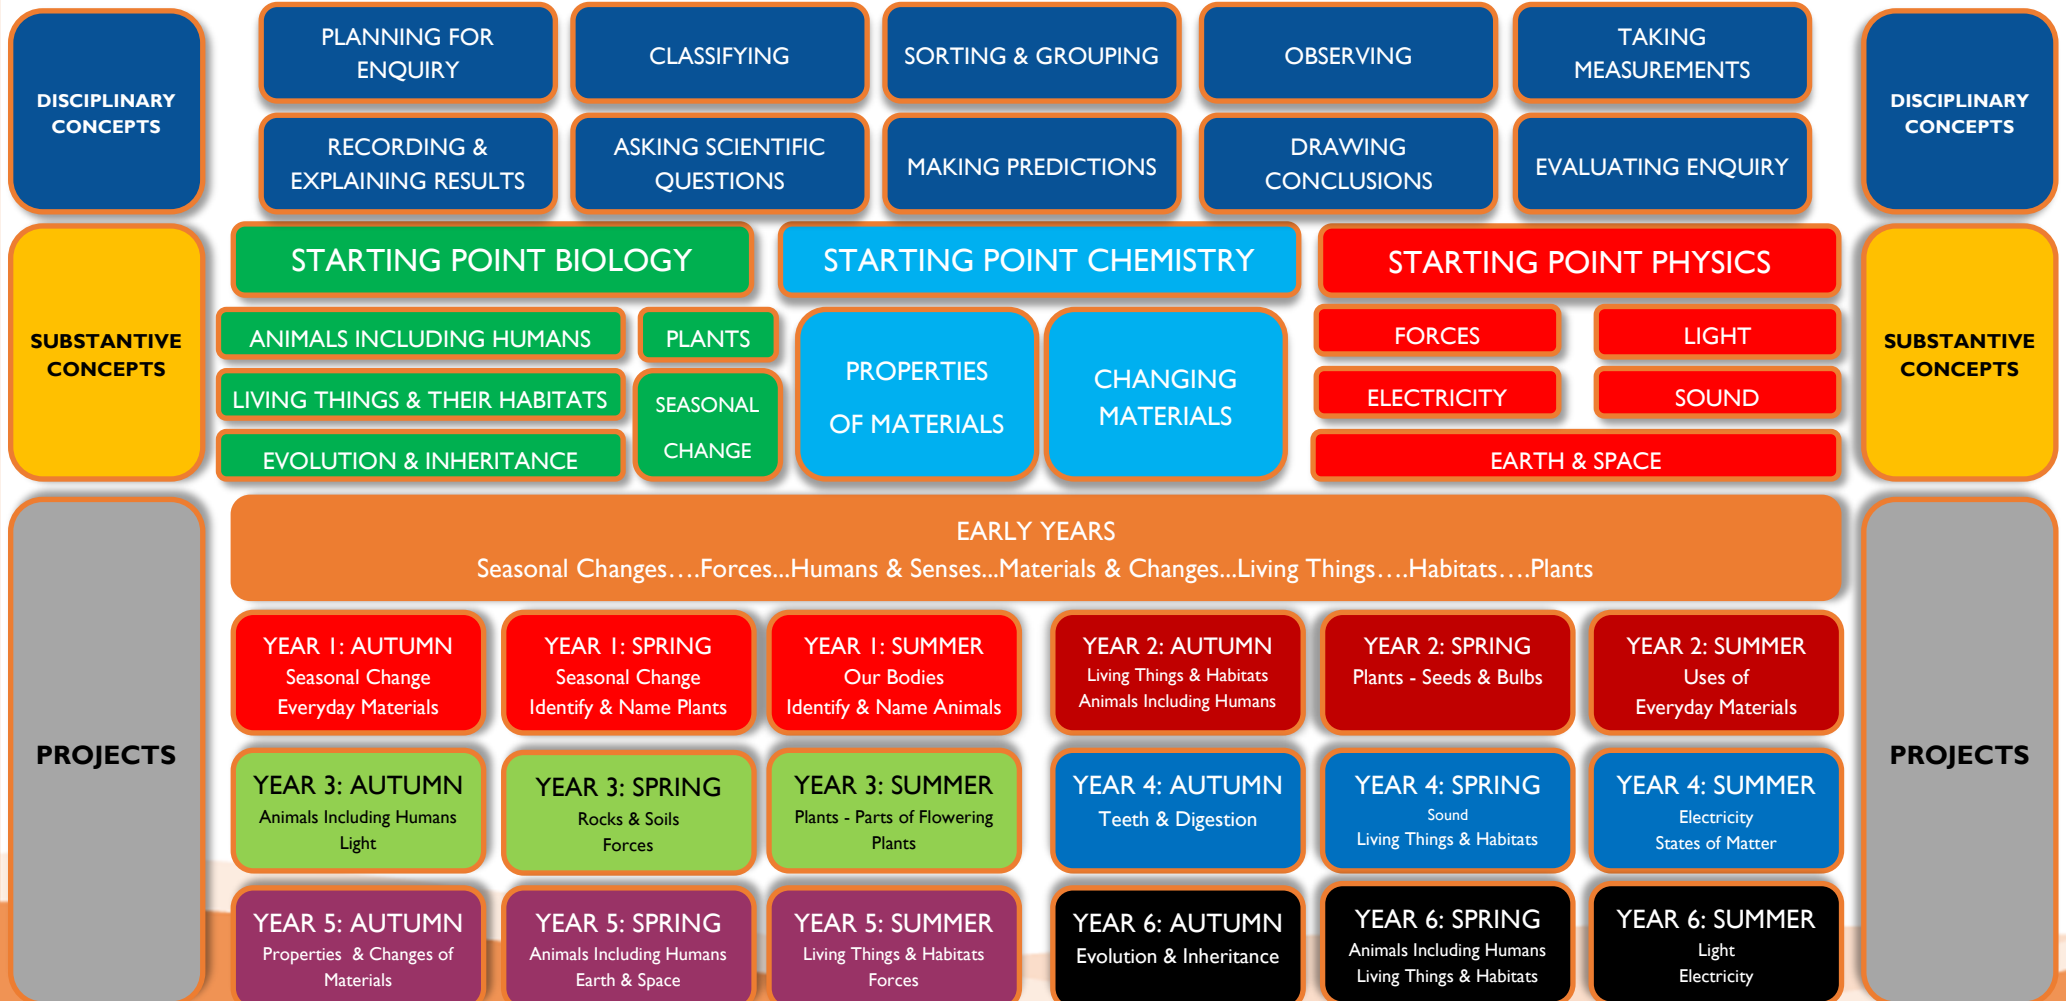 DISCIPLINARY
CONCEPTS
PLANNING FOR
ENQUIRY
CLASSIFYING
SORTING & GROUPING
OBSERVING
TAKING
MEASUREMENTS
RECORDING &
EXPLAINING RESULTS
ASKING SCIENTIFIC
QUESTIONS
MAKING PREDICTIONS
DRAWING
CONCLUSIONS
EVALUATING ENQUIRY
DISCIPLINARY
CONCEPTS
SUBSTANTIVE
CONCEPTS
STARTING POINT BIOLOGY
ANIMALS INCLUDING HUMANS
PLANTS
LIVING THINGS & THEIR HABITATS
SEASONAL
CHANGE
EVOLUTION & INHERITANCE
STARTING POINT CHEMISTRY
PROPERTIES
OF MATERIALS
CHANGING
MATERIALS
STARTING POINT PHYSICS
FORCES
LIGHT
ELECTRICITY
SOUND
EARTH & SPACE
SUBSTANTIVE
CONCEPTS
PROJECTS
EARLY YEARS
Seasonal Changes....Forces...Humans & Senses...Materials & Changes...Living Things....Habitats....Plants
YEAR 1: AUTUMN
Seasonal Change
Everyday Materials
YEAR 1: SPRING
Seasonal Change
Identify & Name Plants
YEAR 1: SUMMER
Our Bodies
Identify & Name Animals
YEAR 2: AUTUMN
Living Things & Habitats
Animals Including Humans
YEAR 2: SPRING
Plants - Seeds & Bulbs
YEAR 2: SUMMER
Uses of
Everyday Materials
YEAR 3: AUTUMN
Animals Including Humans
Light
YEAR 3: SPRING
Rocks & Soils
Forces
YEAR 3: SUMMER
Plants - Parts of Flowering
Plants
YEAR 4: AUTUMN
Teeth & Digestion
YEAR 4: SPRING
Sound
Living Things & Habitats
YEAR 4: SUMMER
Electricity
States of Matter
YEAR 5: AUTUMN
Properties & Changes of
Materials
YEAR 5: SPRING
Animals Including Humans
Earth & Space
YEAR 5: SUMMER
Living Things & Habitats
Forces
YEAR 6: AUTUMN
Evolution & Inheritance
YEAR 6: SPRING
Animals Including Humans
Living Things & Habitats
YEAR 6: SUMMER
Light
Electricity
PROJECTS